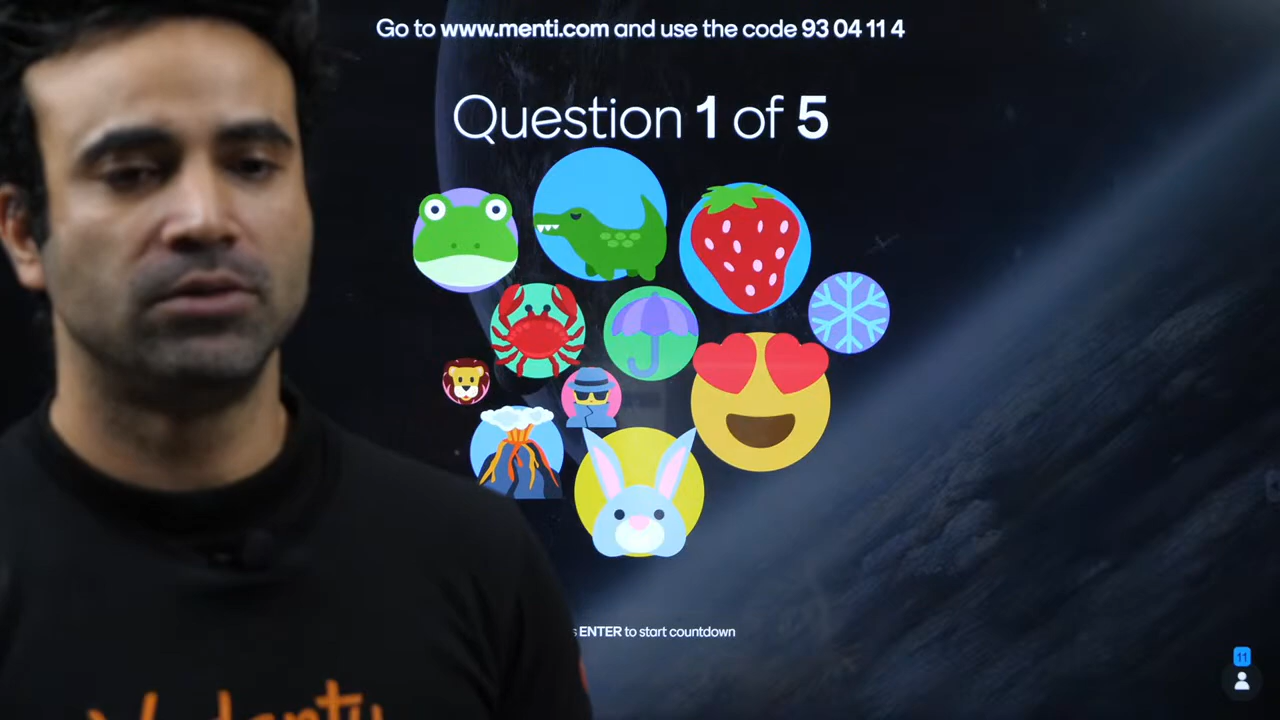 Go to www.menti.com and use the code 93 04 11 4
Question 1 of 5
ENTER to start countdown
11